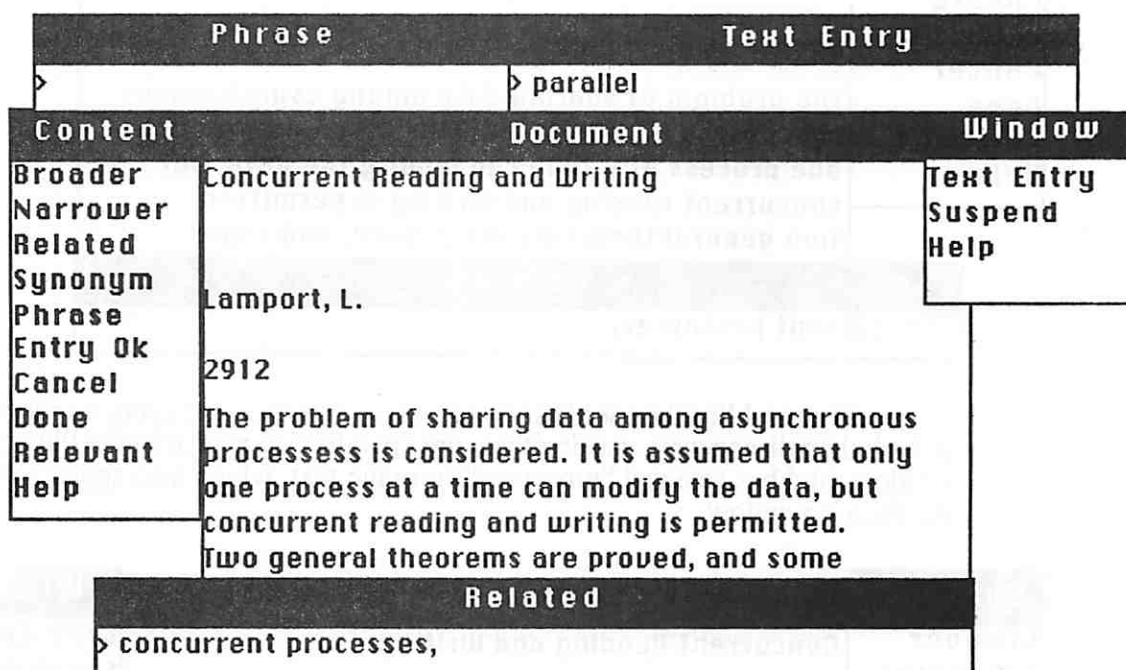 Phrase Text Entry
> > parallel
Content Document Window
Broader
Narrower
Related
Synonym
Phrase
Entry Ok
Cancel
Done
Relevant
Help
Concurrent Reading and Writing
Lamport, L.
2912
The problem of sharing data among asynchronous
processess is considered. It is assumed that only
one process at a time can modify the data, but
concurrent reading and writing is permitted.
Two general theorems are proved, and some
Text Entry
Suspend
Help
Related
> concurrent processes,